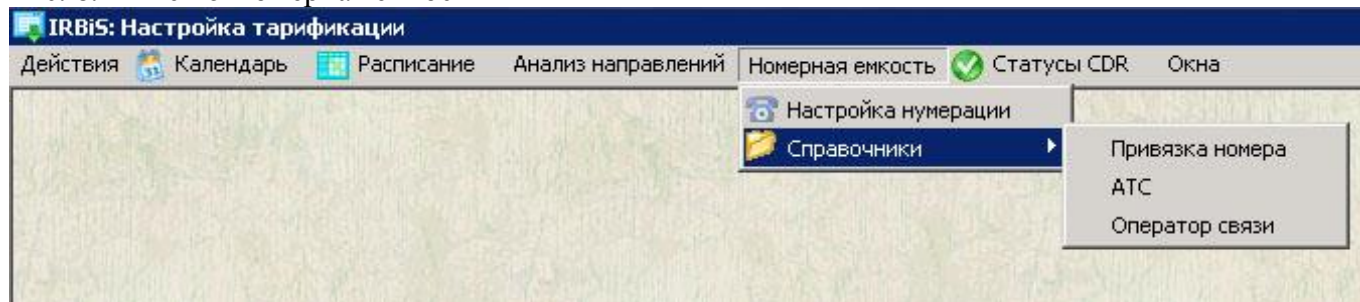 IRBiS: Настройка тарификации
Действия Календарь Расписание Анализ направлений Номерная емкость Статусы CDR Окна
Настройка нумерации
Справочники
Привязка номера
АТС
Оператор связи